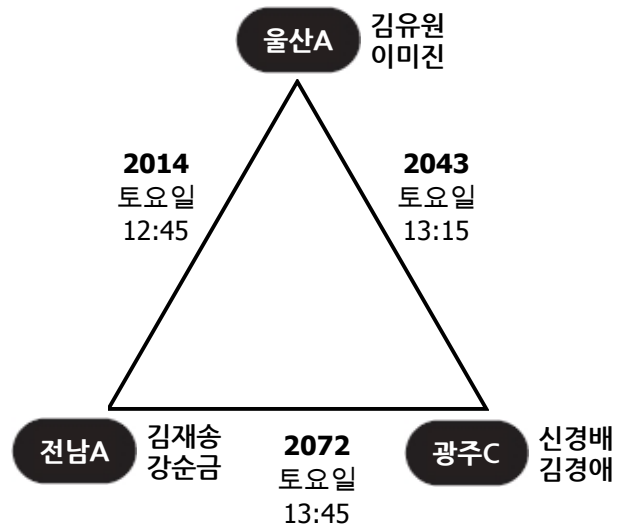 울산A
김유원
이미진
2014
토요일
12:45
2043
토요일
13:15
전남A
김재송
강순금
2072
토요일
13:45
광주C
신경배
김경애